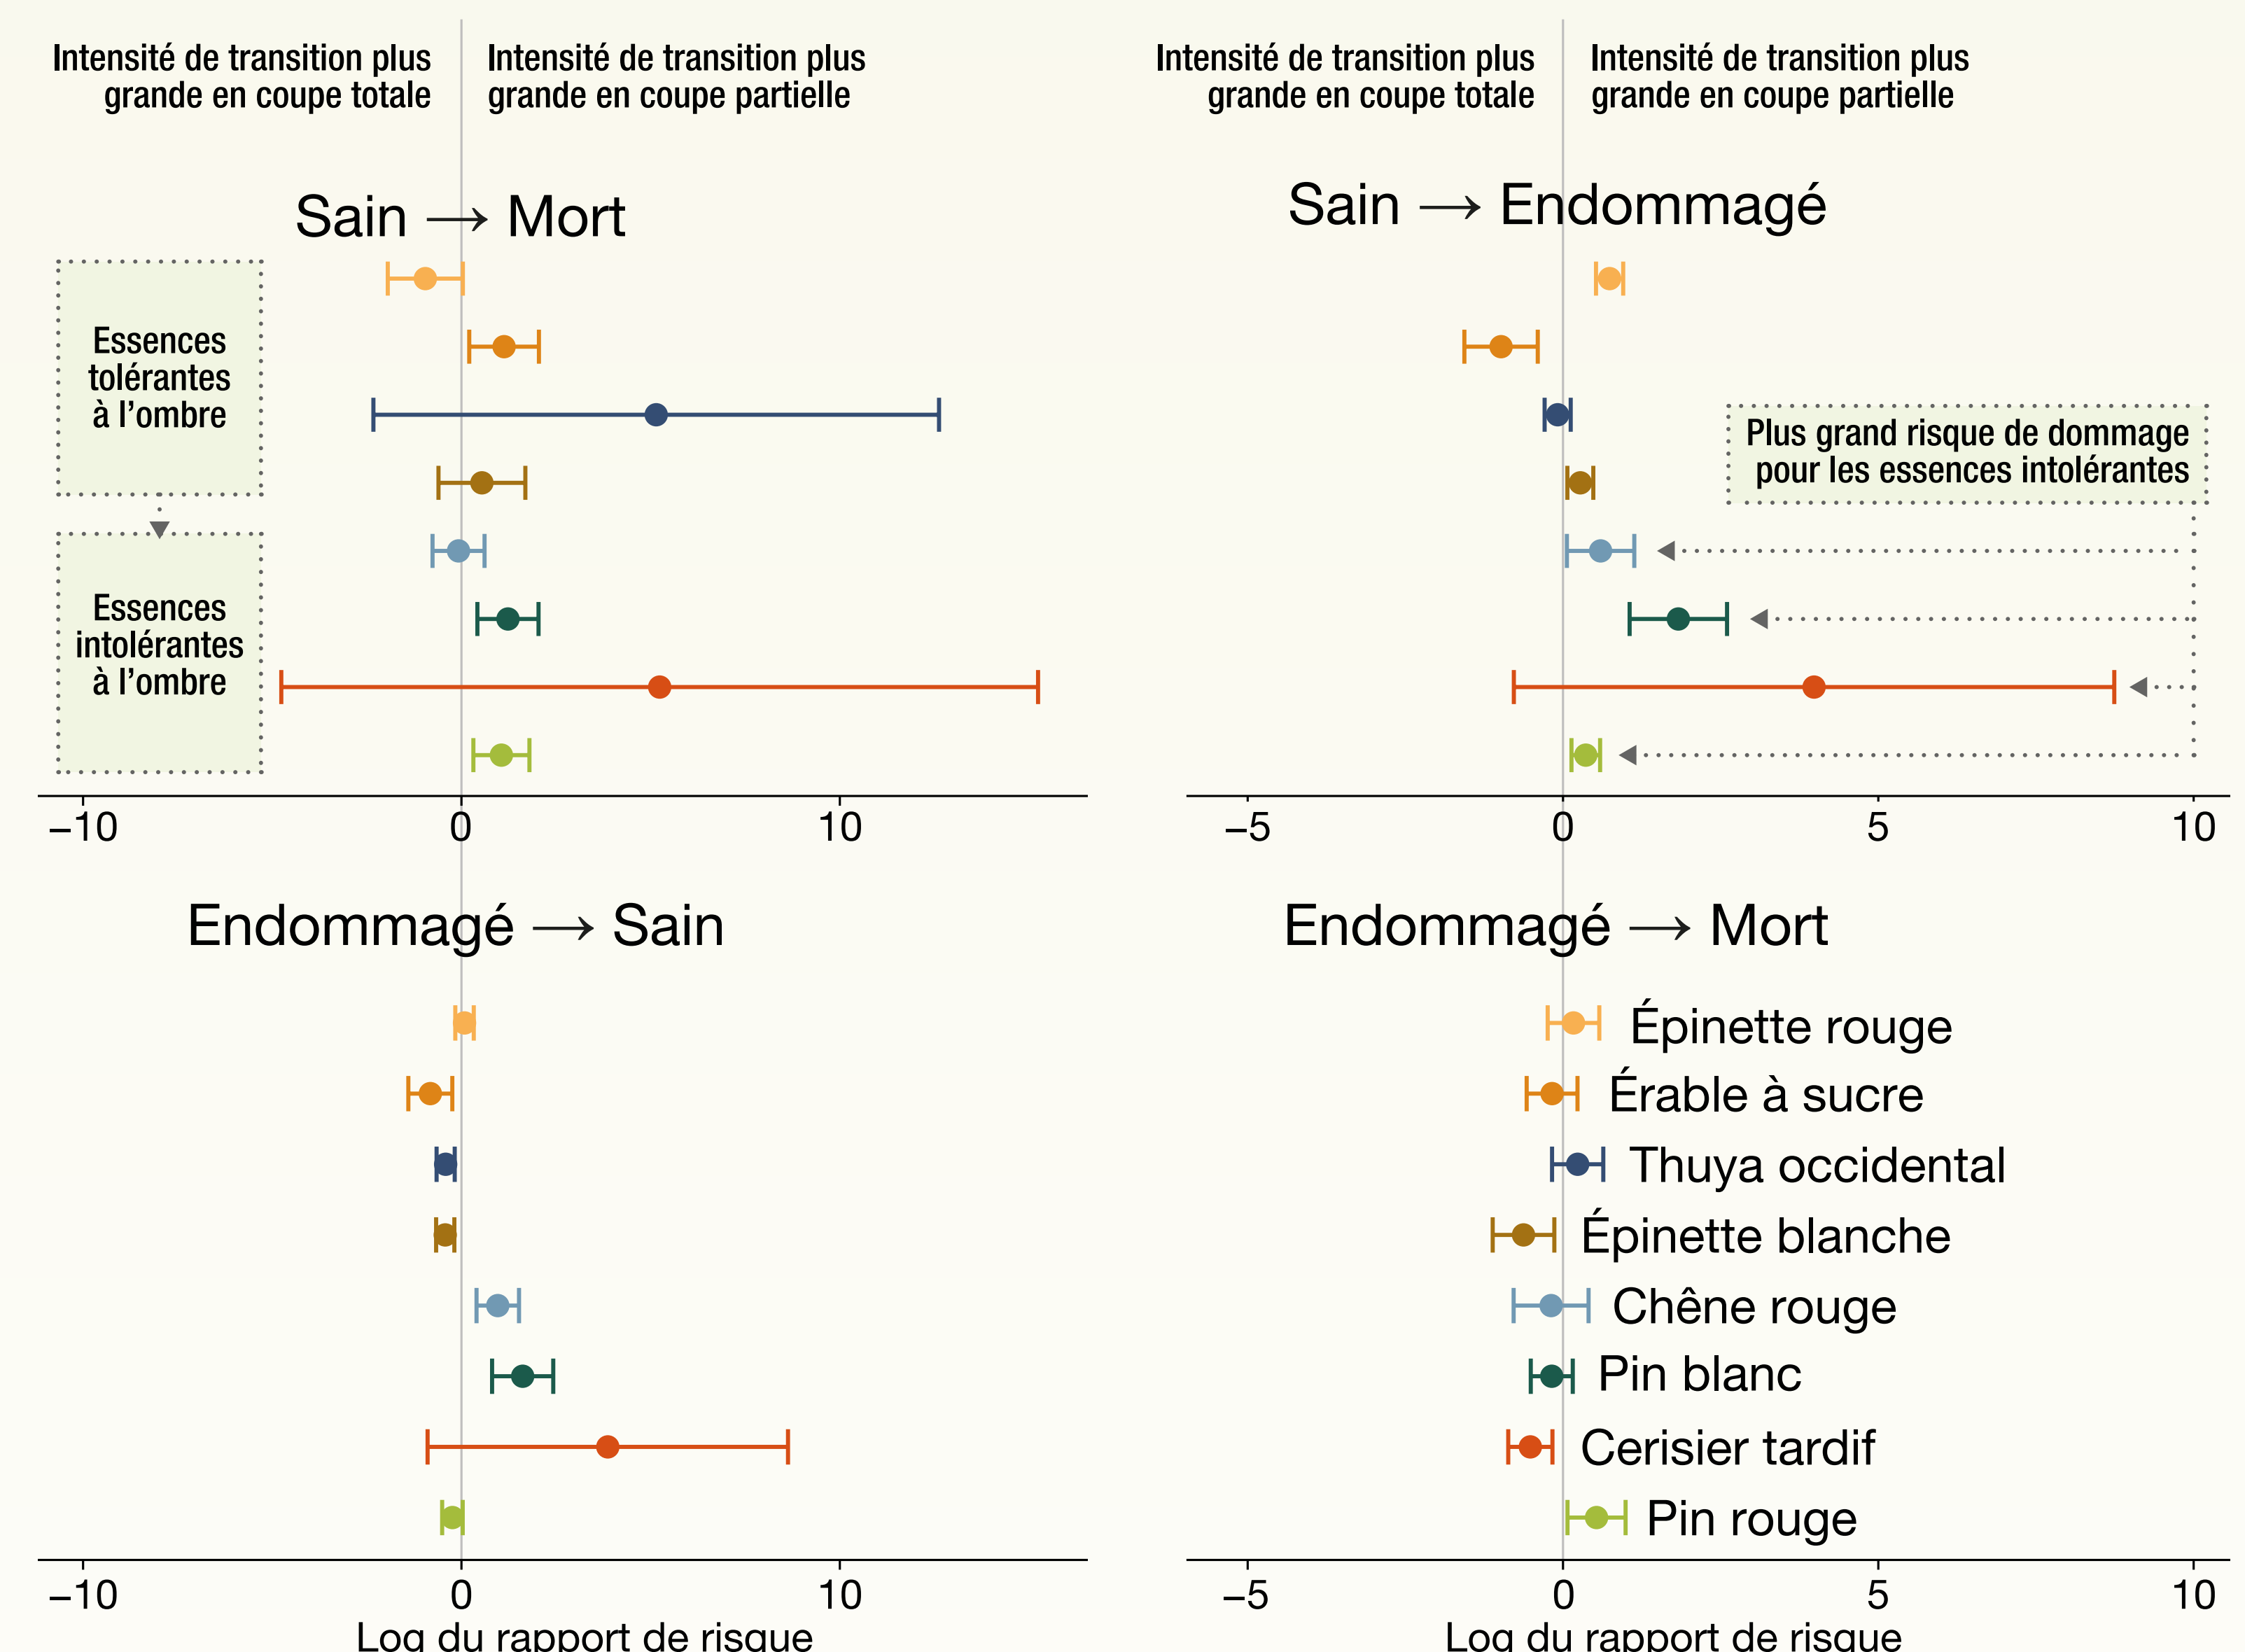 Intensité de transition plus
grande en coupe totale
Intensité de transition plus
grande en coupe partielle
Sain → Mort
Essences
tolérantes
à l’ombre
Essences
intolérantes
à l’ombre
−10
0
10
Intensité de transition plus
grande en coupe totale
Intensité de transition plus
grande en coupe partielle
Sain → Endommagé
Plus grand risque de dommage
pour les essences intolérantes
−5
0
5
10
Endommagé → Sain
−10
0
10
Log du rapport de risque
Endommagé → Mort
Épinette rouge
Érable à sucre
Thuya occidental
Épinette blanche
Chêne rouge
Pin blanc
Cerisier tardif
Pin rouge
−5
0
5
10
Log du rapport de risque